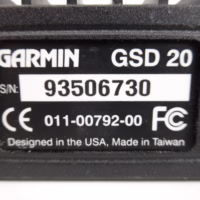 GARMIN GSD 20
S/N: 93506730
CE 011-00792-00 FC
Designed in the USA, Made in Taiwan